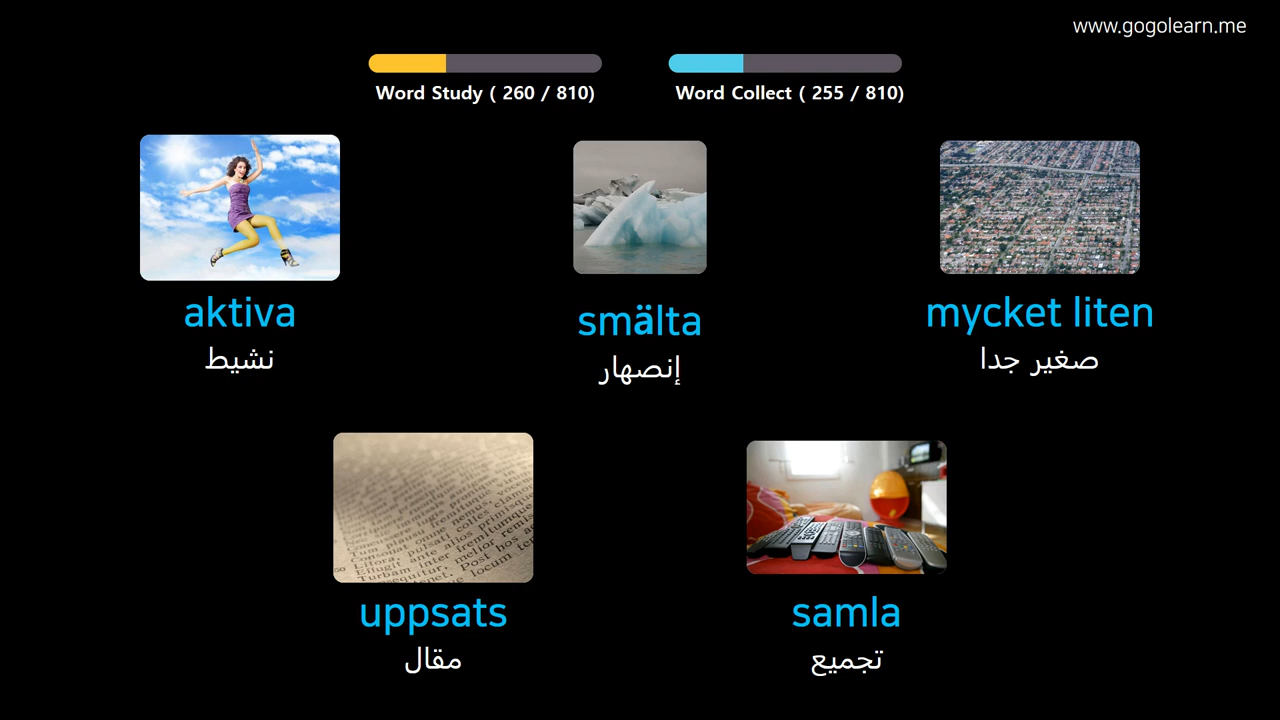 www.gogolearn.me
Word Study ( 260 / 810)
Word Collect ( 255 / 810)
aktiva
نشيط
smälta
إنصهار
mycket liten
صغير جدا
uppsats
مقال
samla
تجميع